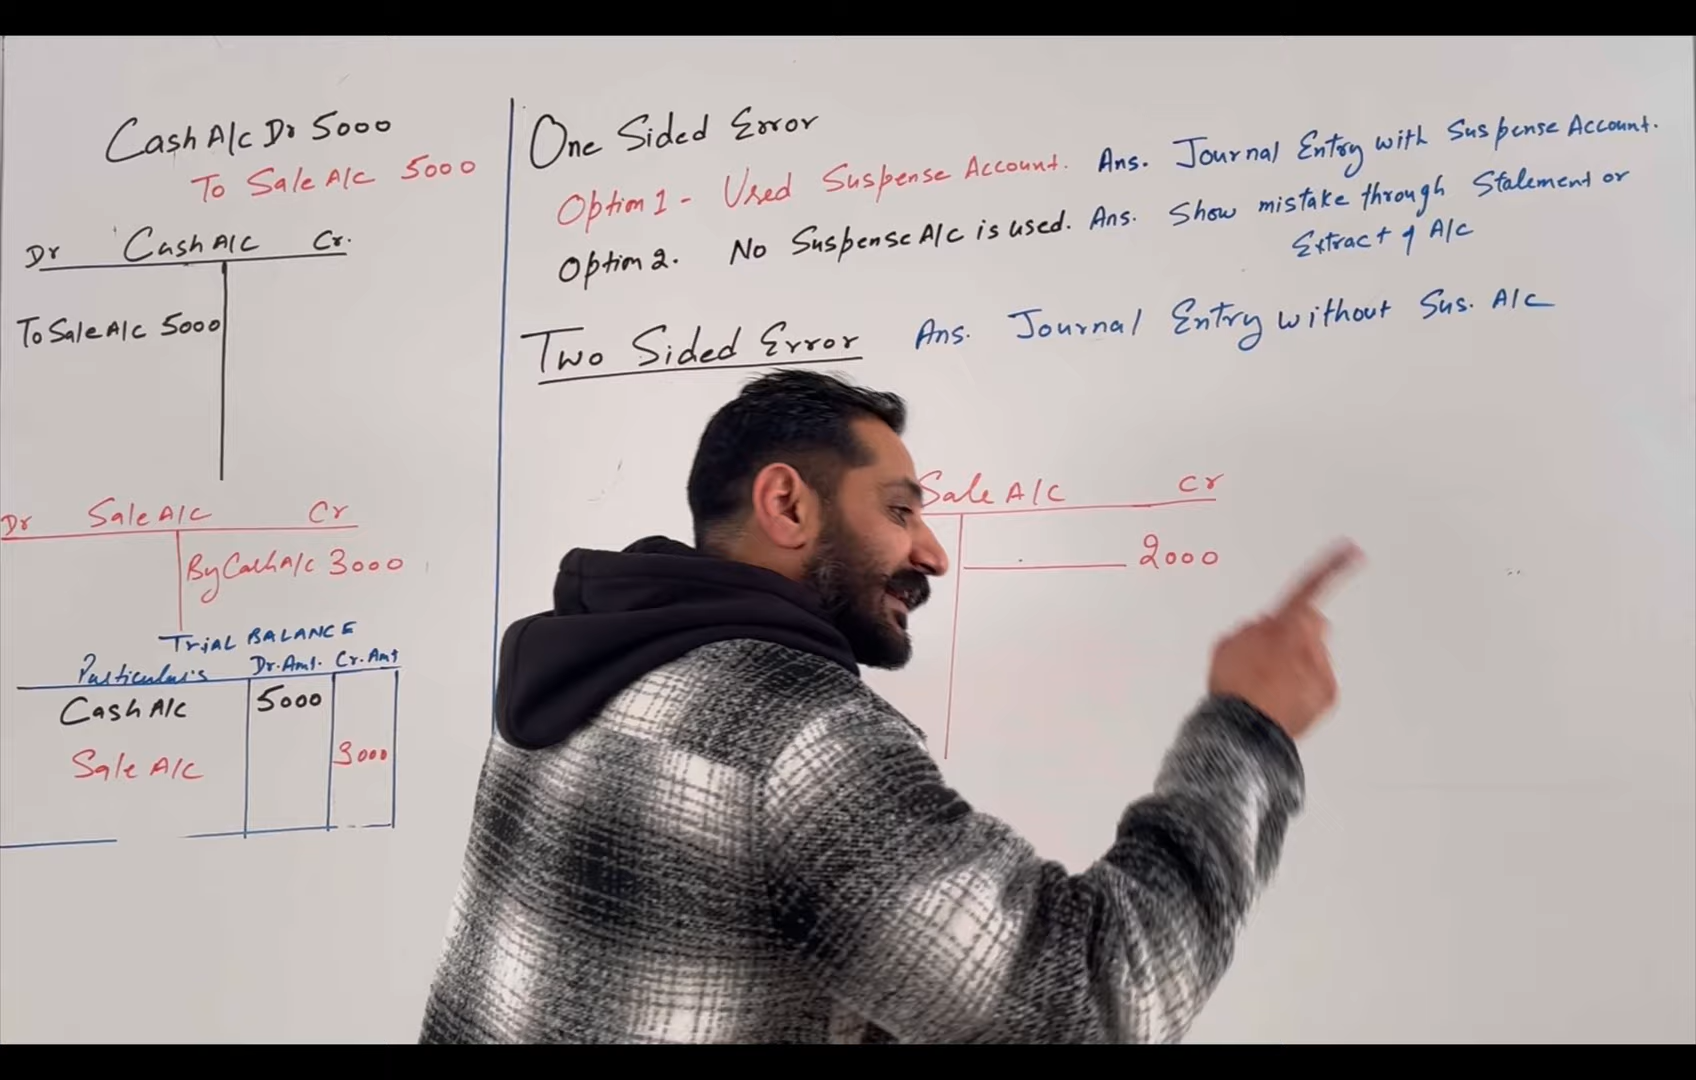 Cash A/c Dr 5000
To Sale A/c 5000
Dr Cash A/c Cr.
To Sale A/c 5000
Dr Sale A/c Cr
By Cash A/c 3000
TRIAL BALANCE
Particulars Dr. Amt. Cr. Amt
Cash A/c 5000
Sale A/c 3000
One Sided Error
Option 1 - Used Suspense Account. Ans. Journal Entry with Suspense Account.
Option 2. No Suspense A/c is used. Ans. Show mistake through Statement or
Extract of A/c
Two Sided Error Ans. Journal Entry without Sus. A/c
Sale A/c Cr
2000